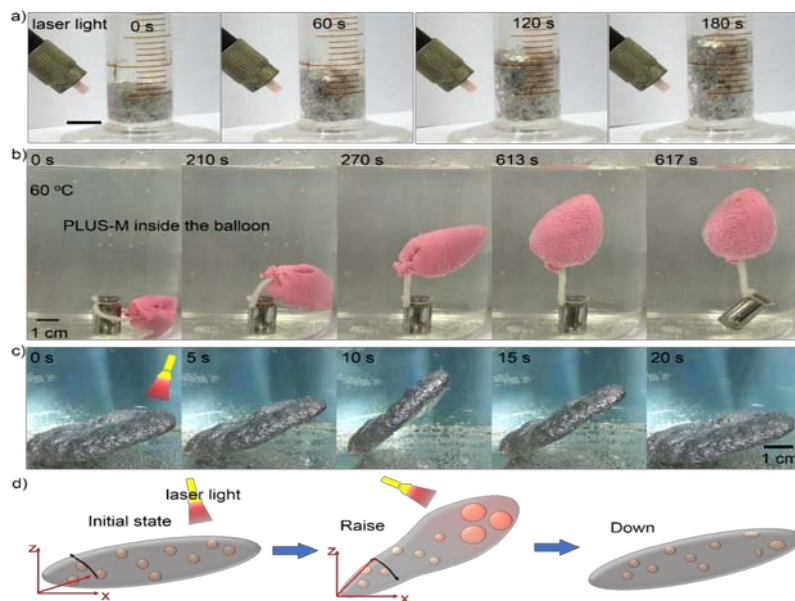 a)
laser light
0 s
60 s
120 s
180 s
b)
0 s
210 s
270 s
613 s
617 s
60 °C
PLUS-M inside the balloon
1 cm
c)
0 s
5 s
10 s
15 s
20 s
1 cm
d)
laser light
Initial state
Raise
Down
z
x
z
x